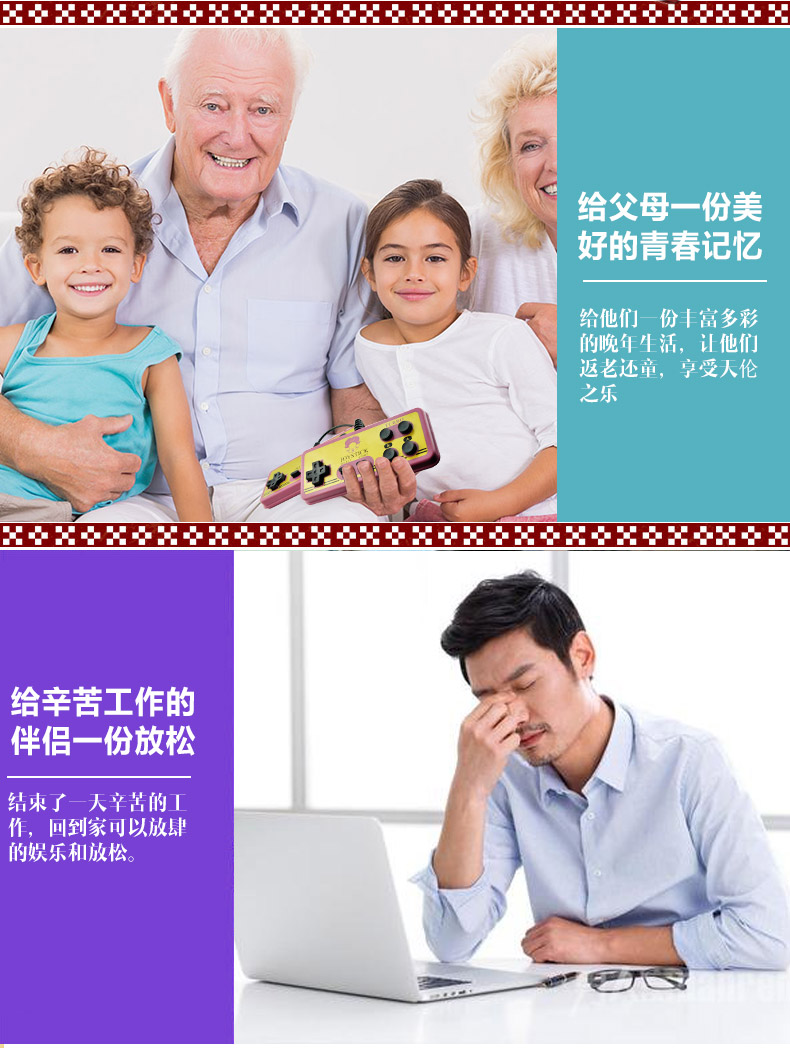 给父母一份美
好的青春记忆
给他们一份丰富多彩
的晚年生活，让他们
返老还童，享受天伦
之乐
JOYSTICK
给辛苦工作的
伴侣一份放松
结束了一天辛苦的工
作，回到家可以放肆
的娱乐和放松。